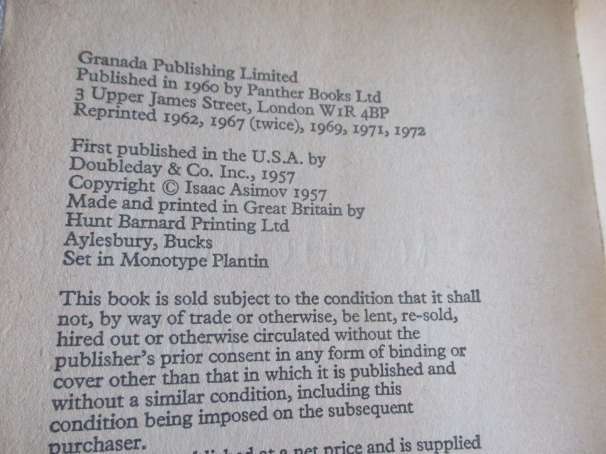 Granada Publishing Limited
Published in 1960 by Panther Books Ltd
3 Upper James Street, London W1R 4BP
Reprinted 1962, 1967 (twice), 1969, 1971, 1972
First published in the U.S.A. by
Doubleday & Co. Inc., 1957
Copyright © Isaac Asimov 1957
Made and printed in Great Britain by
Hunt Barnard Printing Ltd
Aylesbury, Bucks
Set in Monotype Plantin
This book is sold subject to the condition that it shall
not, by way of trade or otherwise, be lent, re-sold,
hired out or otherwise circulated without the
publisher's prior consent in any form of binding or
cover other than that in which it is published and
without a similar condition, including this
condition being imposed on the subsequent
purchaser.
at a net price and is supplied